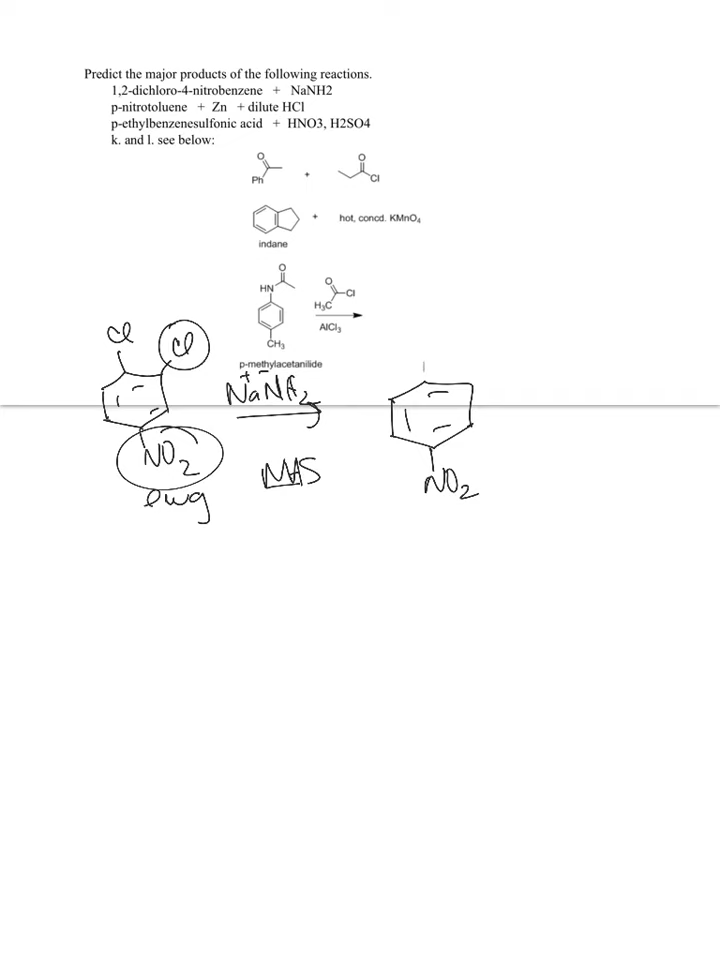 Predict the major products of the following reactions.
1,2-dichloro-4-nitrobenzene + NaNH2
p-nitrotoluene + Zn + dilute HCl
p-ethylbenzenesulfonic acid + HNO3, H2SO4
k. and l. see below:
O O
Ph + Cl
+ hot, concd. KMnO₄
indane
O
HN O
Cl
H₃C
AlCl₃
CH₃
p-methylacetanilide
Cl Cl
NaNH₂
+ −
NO₂ NAS NO₂
ewg